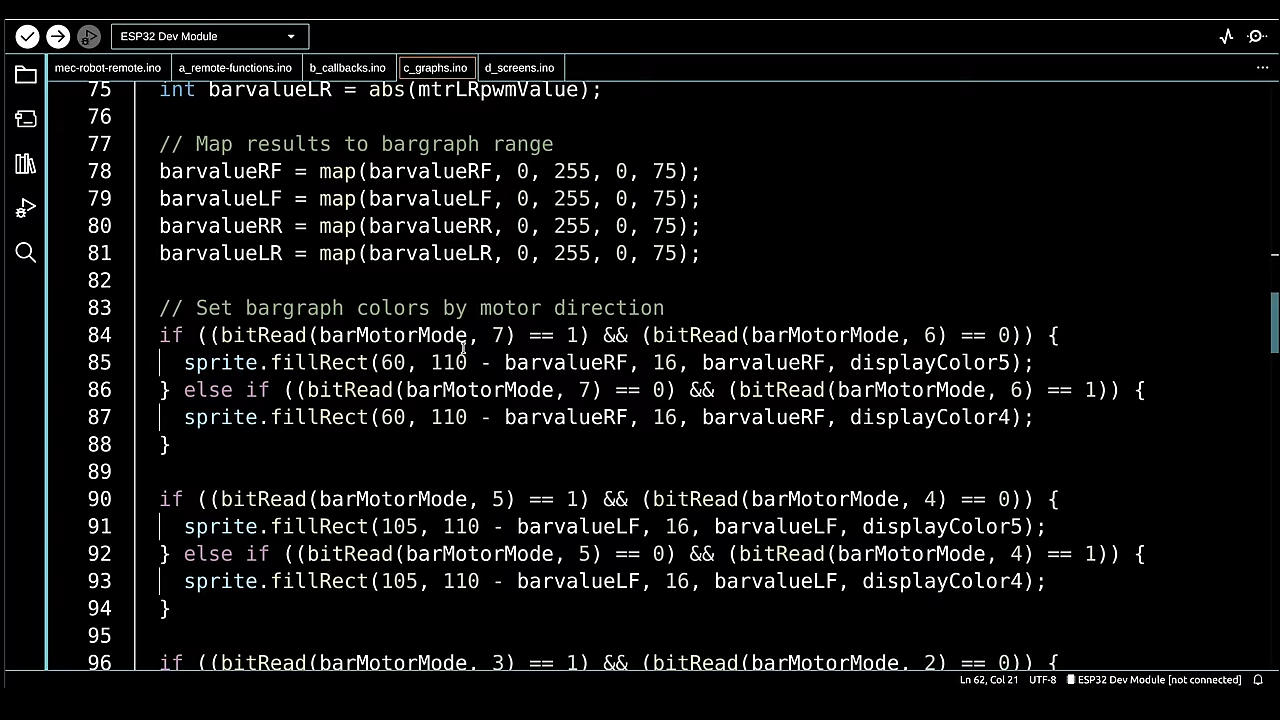 ESP32 Dev Module
mec-robot-remote.ino a_remote-functions.ino b_callbacks.ino c_graphs.ino d_screens.ino
75 int barvalueLR = abs(mtrLRpwmValue);
76
77 // Map results to bargraph range
78 barvalueRF = map(barvalueRF, 0, 255, 0, 75);
79 barvalueLF = map(barvalueLF, 0, 255, 0, 75);
80 barvalueRR = map(barvalueRR, 0, 255, 0, 75);
81 barvalueLR = map(barvalueLR, 0, 255, 0, 75);
82
83 // Set bargraph colors by motor direction
84 if ((bitRead(barMotorMode, 7) == 1) && (bitRead(barMotorMode, 6) == 0)) {
85 sprite.fillRect(60, 110 - barvalueRF, 16, barvalueRF, displayColor5);
86 } else if ((bitRead(barMotorMode, 7) == 0) && (bitRead(barMotorMode, 6) == 1)) {
87 sprite.fillRect(60, 110 - barvalueRF, 16, barvalueRF, displayColor4);
88 }
89
90 if ((bitRead(barMotorMode, 5) == 1) && (bitRead(barMotorMode, 4) == 0)) {
91 sprite.fillRect(105, 110 - barvalueLF, 16, barvalueLF, displayColor5);
92 } else if ((bitRead(barMotorMode, 5) == 0) && (bitRead(barMotorMode, 4) == 1)) {
93 sprite.fillRect(105, 110 - barvalueLF, 16, barvalueLF, displayColor4);
94 }
95
96 if ((bitRead(barMotorMode, 3) == 1) && (bitRead(barMotorMode, 2) == 0)) {
Ln 62, Col 21 UTF-8 ESP32 Dev Module [not connected]